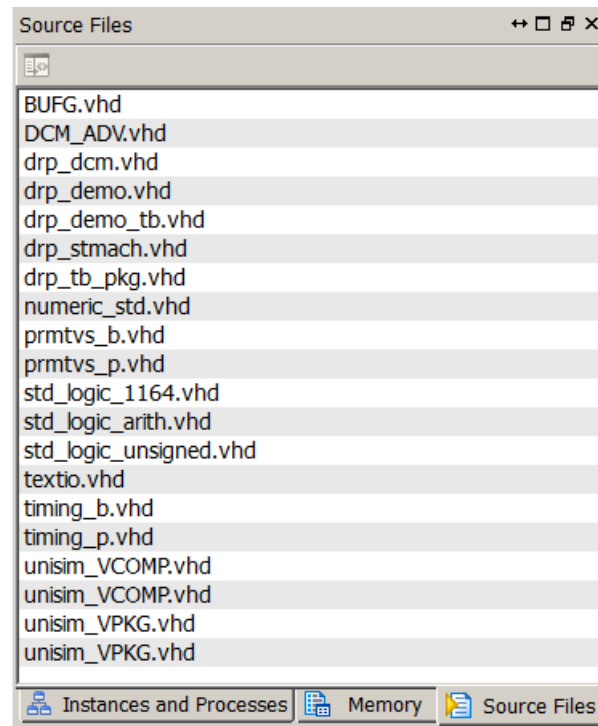 Source Files
BUFG.vhd
DCM_ADV.vhd
drp_dcm.vhd
drp_demo.vhd
drp_demo_tb.vhd
drp_stmach.vhd
drp_tb_pkg.vhd
numeric_std.vhd
prmtvs_b.vhd
prmtvs_p.vhd
std_logic_1164.vhd
std_logic_arith.vhd
std_logic_unsigned.vhd
textio.vhd
timing_b.vhd
timing_p.vhd
unisim_VCOMP.vhd
unisim_VCOMP.vhd
unisim_VPKG.vhd
unisim_VPKG.vhd
Instances and Processes Memory Source Files